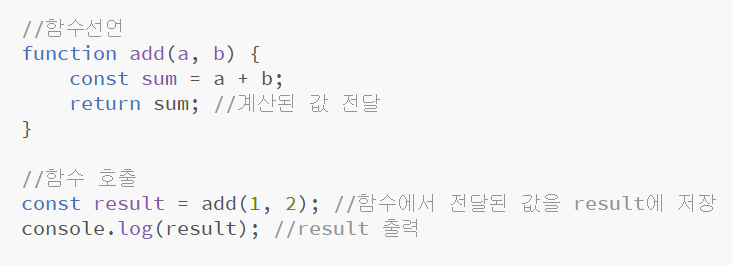 //함수선언
function add(a, b) {
    const sum = a + b;
    return sum; //계산된 값 전달
}

//함수 호출
const result = add(1, 2); //함수에서 전달된 값을 result에 저장
console.log(result); //result 출력